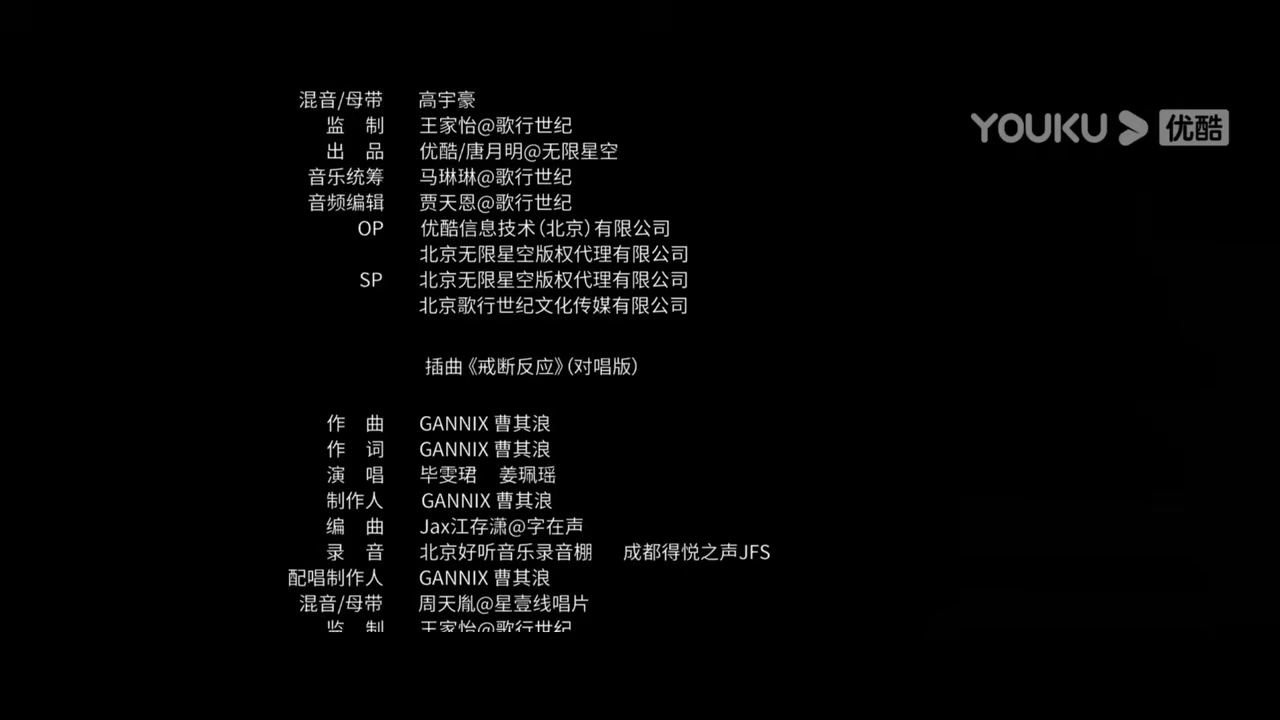 混音/母带 高宇豪
监 制 王家怡@歌行世纪
出 品 优酷/唐月明@无限星空
音乐统筹 马琳琳@歌行世纪
音频编辑 贾天恩@歌行世纪
OP 优酷信息技术(北京)有限公司
北京无限星空版权代理有限公司
SP 北京无限星空版权代理有限公司
北京歌行世纪文化传媒有限公司
YOUKU 优酷
插曲《戒断反应》(对唱版)
作 曲 GANNIX 曹其浪
作 词 GANNIX 曹其浪
演 唱 毕雯珺 姜珮瑶
制作人 GANNIX 曹其浪
编 曲 Jax江存潇@字在声
录 音 北京好听音乐录音棚 成都得悦之声JFS
配唱制作人 GANNIX 曹其浪
混音/母带 周天胤@星壹线唱片
监 制 王家怡@歌行世纪